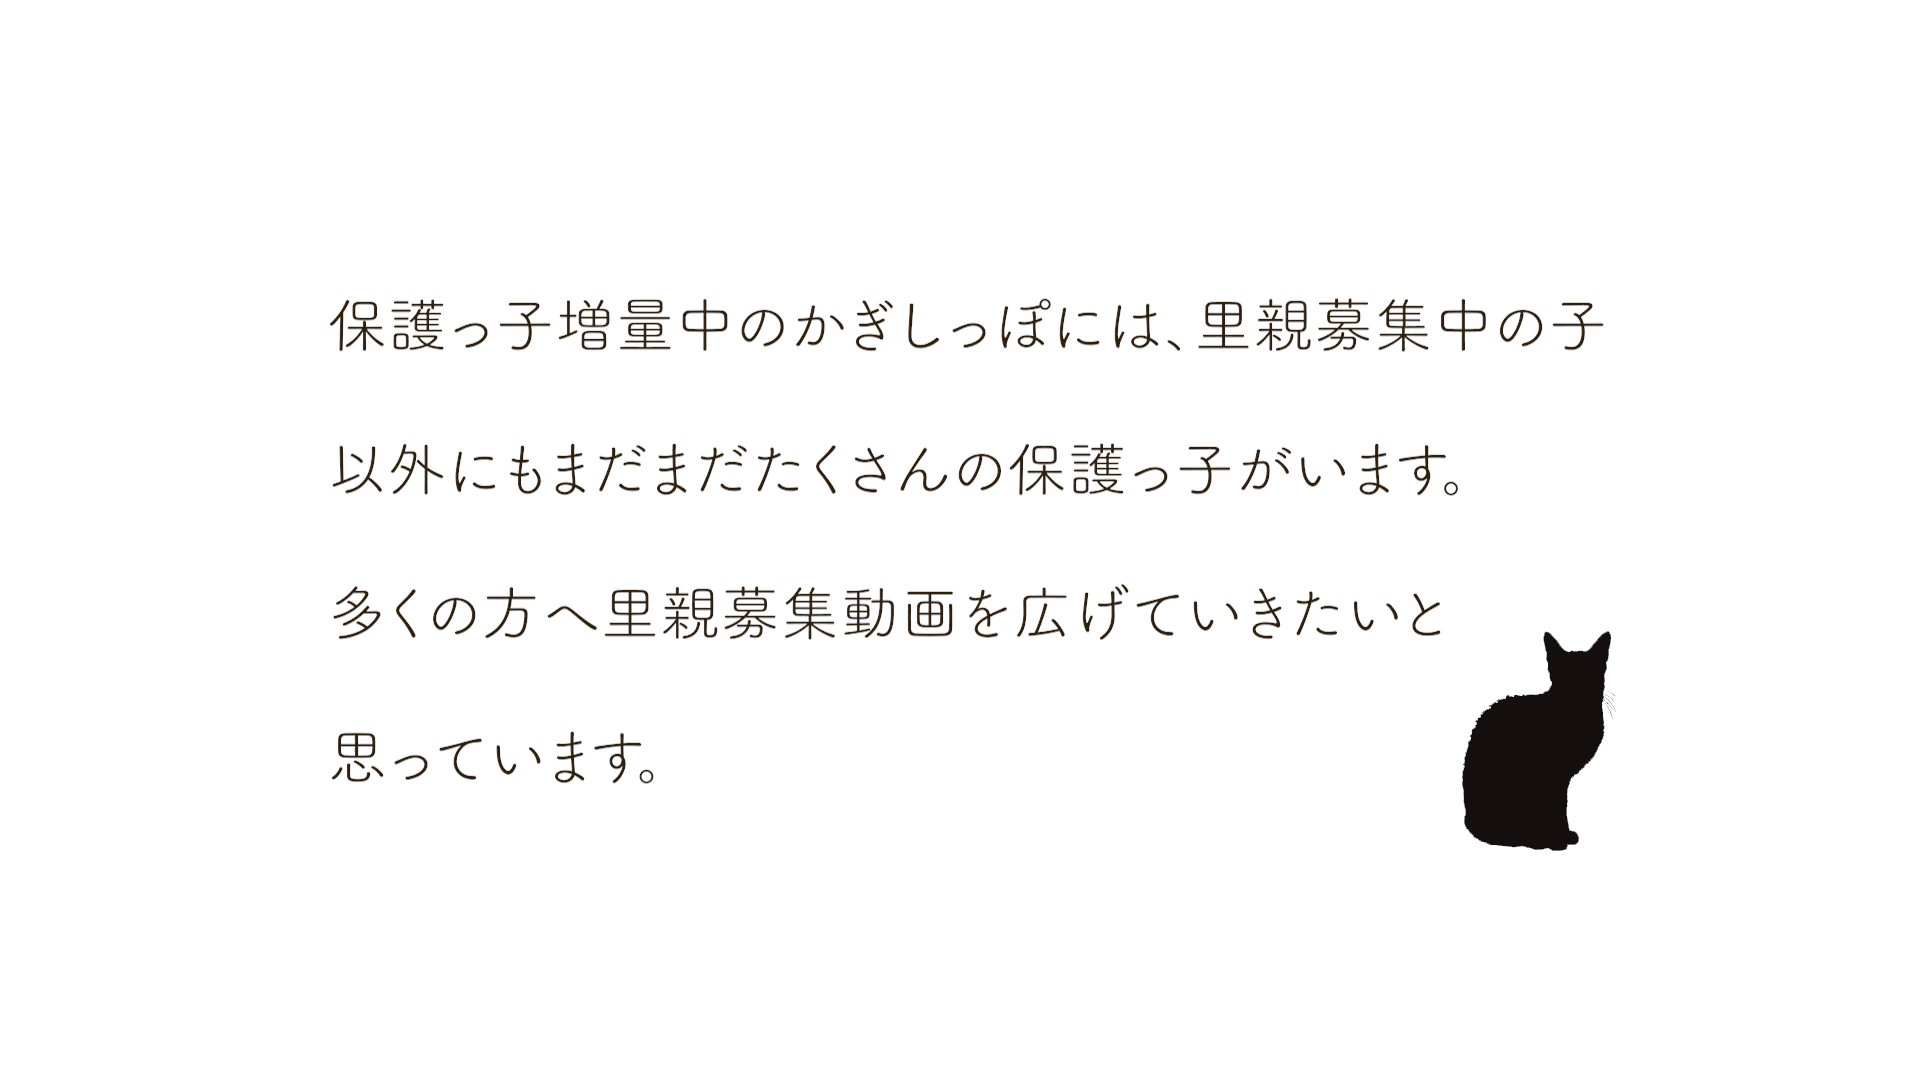 保護っ子増量中のかぎしっぽには、里親募集中の子
以外にもまだまだたくさんの保護っ子がいます。
多くの方へ里親募集動画を広げていきたいと
思っています。